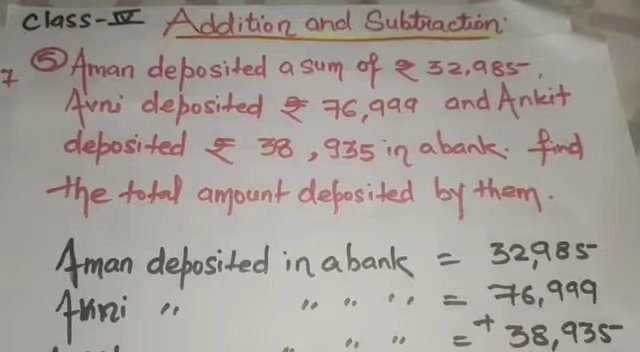 Class-IV Addition and Subtraction.
7 ⑤ Aman deposited a sum of ₹ 32,985.
Avni deposited ₹ 76,999 and Ankit
deposited ₹ 38,935 in a bank. find
the total amount deposited by them.
Aman deposited in a bank = 32,985
Avni ,, ,, ,, ,, = 76,999
,, ,, ,, = + 38,935